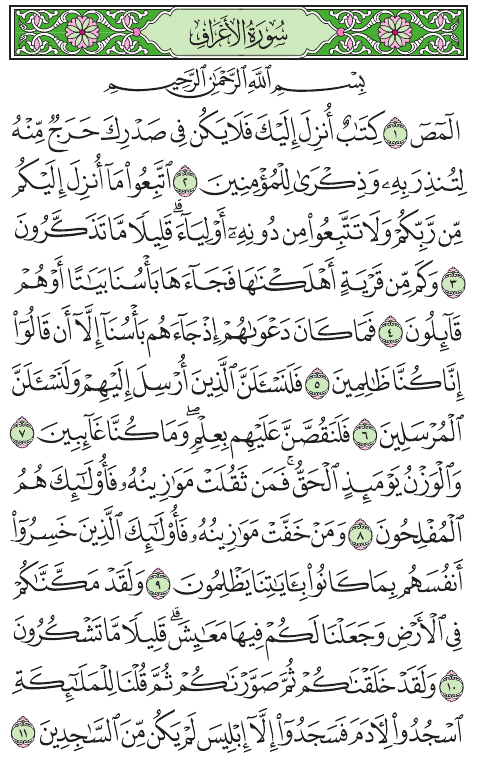 سُورَةُ الأَعْرَافِ
بِسْمِ ٱللَّهِ ٱلرَّحْمَٰنِ ٱلرَّحِيمِ
الٓمٓصٓ ١ كِتَٰبٌ أُنزِلَ إِلَيْكَ فَلَا يَكُن فِى صَدْرِكَ حَرَجٌ مِّنْهُ
لِتُنذِرَ بِهِۦ وَذِكْرَىٰ لِلْمُؤْمِنِينَ ٢ ٱتَّبِعُوا۟ مَآ أُنزِلَ إِلَيْكُم
مِّن رَّبِّكُمْ وَلَا تَتَّبِعُوا۟ مِن دُونِهِۦٓ أَوْلِيَآءَ ۗ قَلِيلًا مَّا تَذَكَّرُونَ
٣ وَكَم مِّن قَرْيَةٍ أَهْلَكْنَٰهَا فَجَآءَهَا بَأْسُنَا بَيَٰتًا أَوْ هُمْ
قَآئِلُونَ ٤ فَمَا كَانَ دَعْوَىٰهُمْ إِذْ جَآءَهُم بَأْسُنَآ إِلَّآ أَن قَالُوٓا۟
إِنَّا كُنَّا ظَٰلِمِينَ ٥ فَلَنَسْـَٔلَنَّ ٱلَّذِينَ أُرْسِلَ إِلَيْهِمْ وَلَنَسْـَٔلَنَّ
ٱلْمُرْسَلِينَ ٦ فَلَنَقُصَّنَّ عَلَيْهِم بِعِلْمٍ ۖ وَمَا كُنَّا غَآئِبِينَ ٧
وَٱلْوَزْنُ يَوْمَئِذٍ ٱلْحَقُّ ۚ فَمَن ثَقُلَتْ مَوَٰزِينُهُۥ فَأُو۟لَٰٓئِكَ هُمُ
ٱلْمُفْلِحُونَ ٨ وَمَنْ خَفَّتْ مَوَٰزِينُهُۥ فَأُو۟لَٰٓئِكَ ٱلَّذِينَ خَسِرُوٓا۟
أَنفُسَهُم بِمَا كَانُوا۟ بِـَٔايَٰتِنَا يَظْلِمُونَ ٩ وَلَقَدْ مَكَّنَّٰكُمْ
فِى ٱلْأَرْضِ وَجَعَلْنَا لَكُمْ فِيهَا مَعَٰيِشَ ۗ قَلِيلًا مَّا تَشْكُرُونَ
١٠ وَلَقَدْ خَلَقْنَٰكُمْ ثُمَّ صَوَّرْنَٰكُمْ ثُمَّ قُلْنَا لِلْمَلَٰٓئِكَةِ
ٱسْجُدُوا۟ لِـَٔادَمَ فَسَجَدُوٓا۟ إِلَّآ إِبْلِيسَ لَمْ يَكُن مِّنَ ٱلسَّٰجِدِينَ ١١